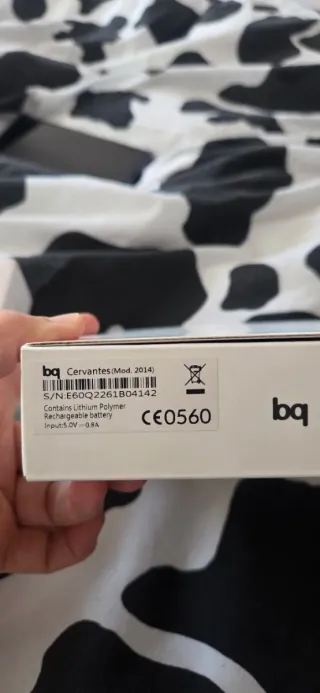 bq Cervantes (Mod. 2014)
S/N:E60Q2261B04142
Contains Lithium Polymer
Rechargeable battery
Input:5.0V⎓0.8A
CE0560
bq